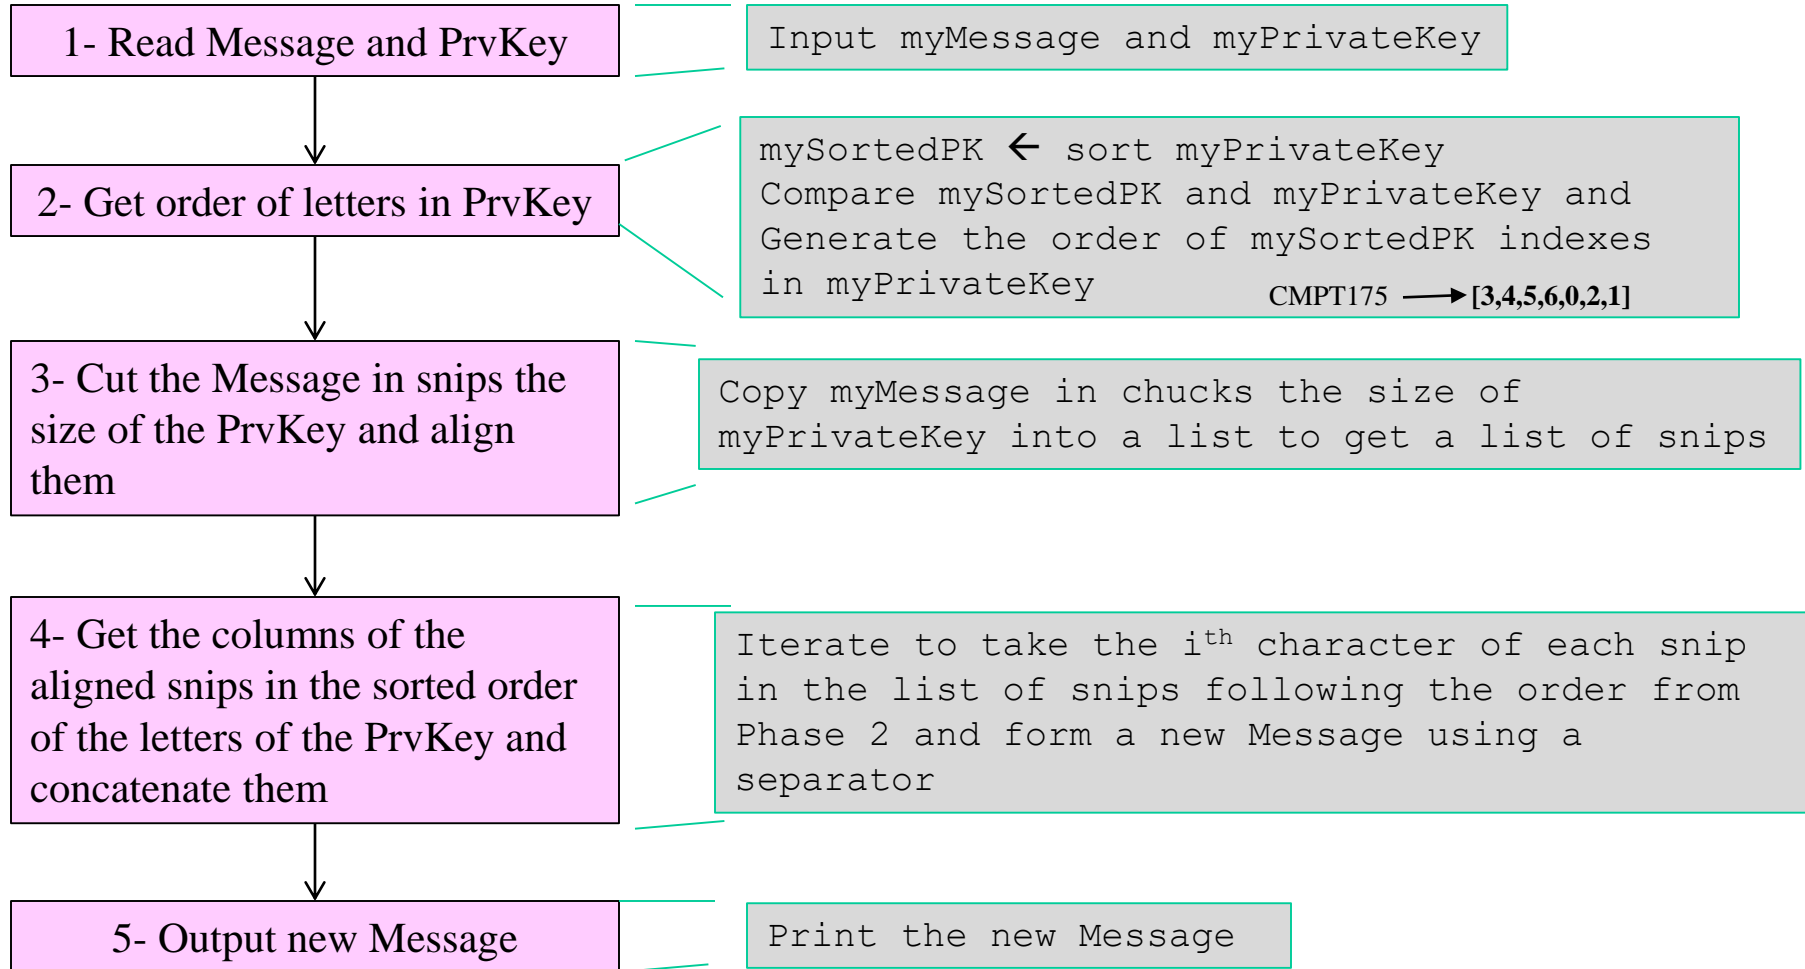 1- Read Message and PrvKey
Input myMessage and myPrivateKey
2- Get order of letters in PrvKey
mySortedPK ← sort myPrivateKey
Compare mySortedPK and myPrivateKey and
Generate the order of mySortedPK indexes
in myPrivateKey
CMPT175 → [3,4,5,6,0,2,1]
3- Cut the Message in snips the
size of the PrvKey and align
them
Copy myMessage in chucks the size of
myPrivateKey into a list to get a list of snips
4- Get the columns of the
aligned snips in the sorted order
of the letters of the PrvKey and
concatenate them
Iterate to take the ith character of each snip
in the list of snips following the order from
Phase 2 and form a new Message using a
separator
5- Output new Message
Print the new Message